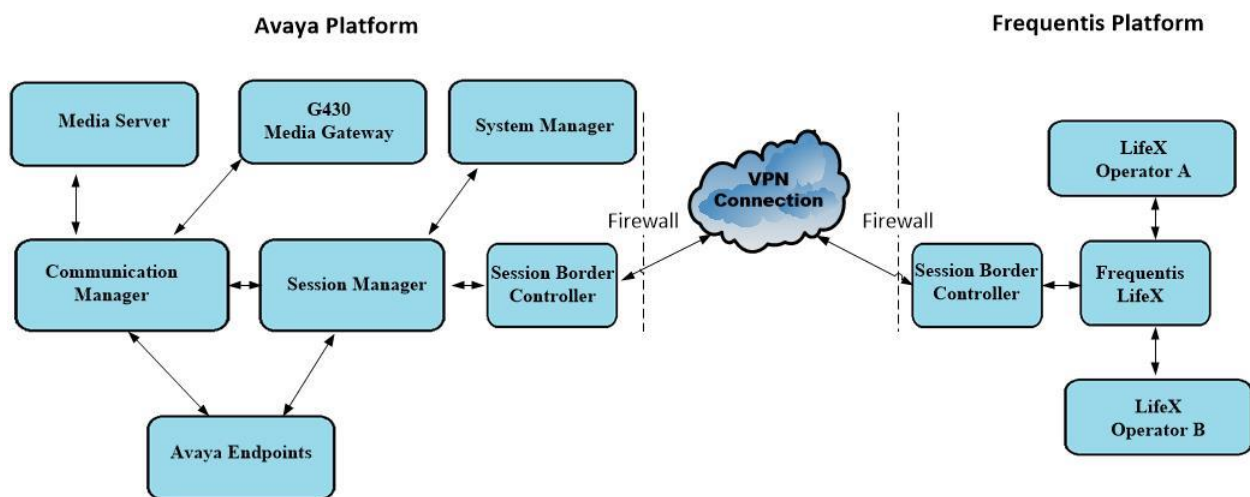 Avaya Platform
Frequentis Platform
Media Server
G430
Media Gateway
System Manager
VPN
Connection
LifeX
Operator A
Firewall
Firewall
Communication
Manager
Session Manager
Session Border
Controller
Session Border
Controller
Frequentis
LifeX
Avaya Endpoints
LifeX
Operator B